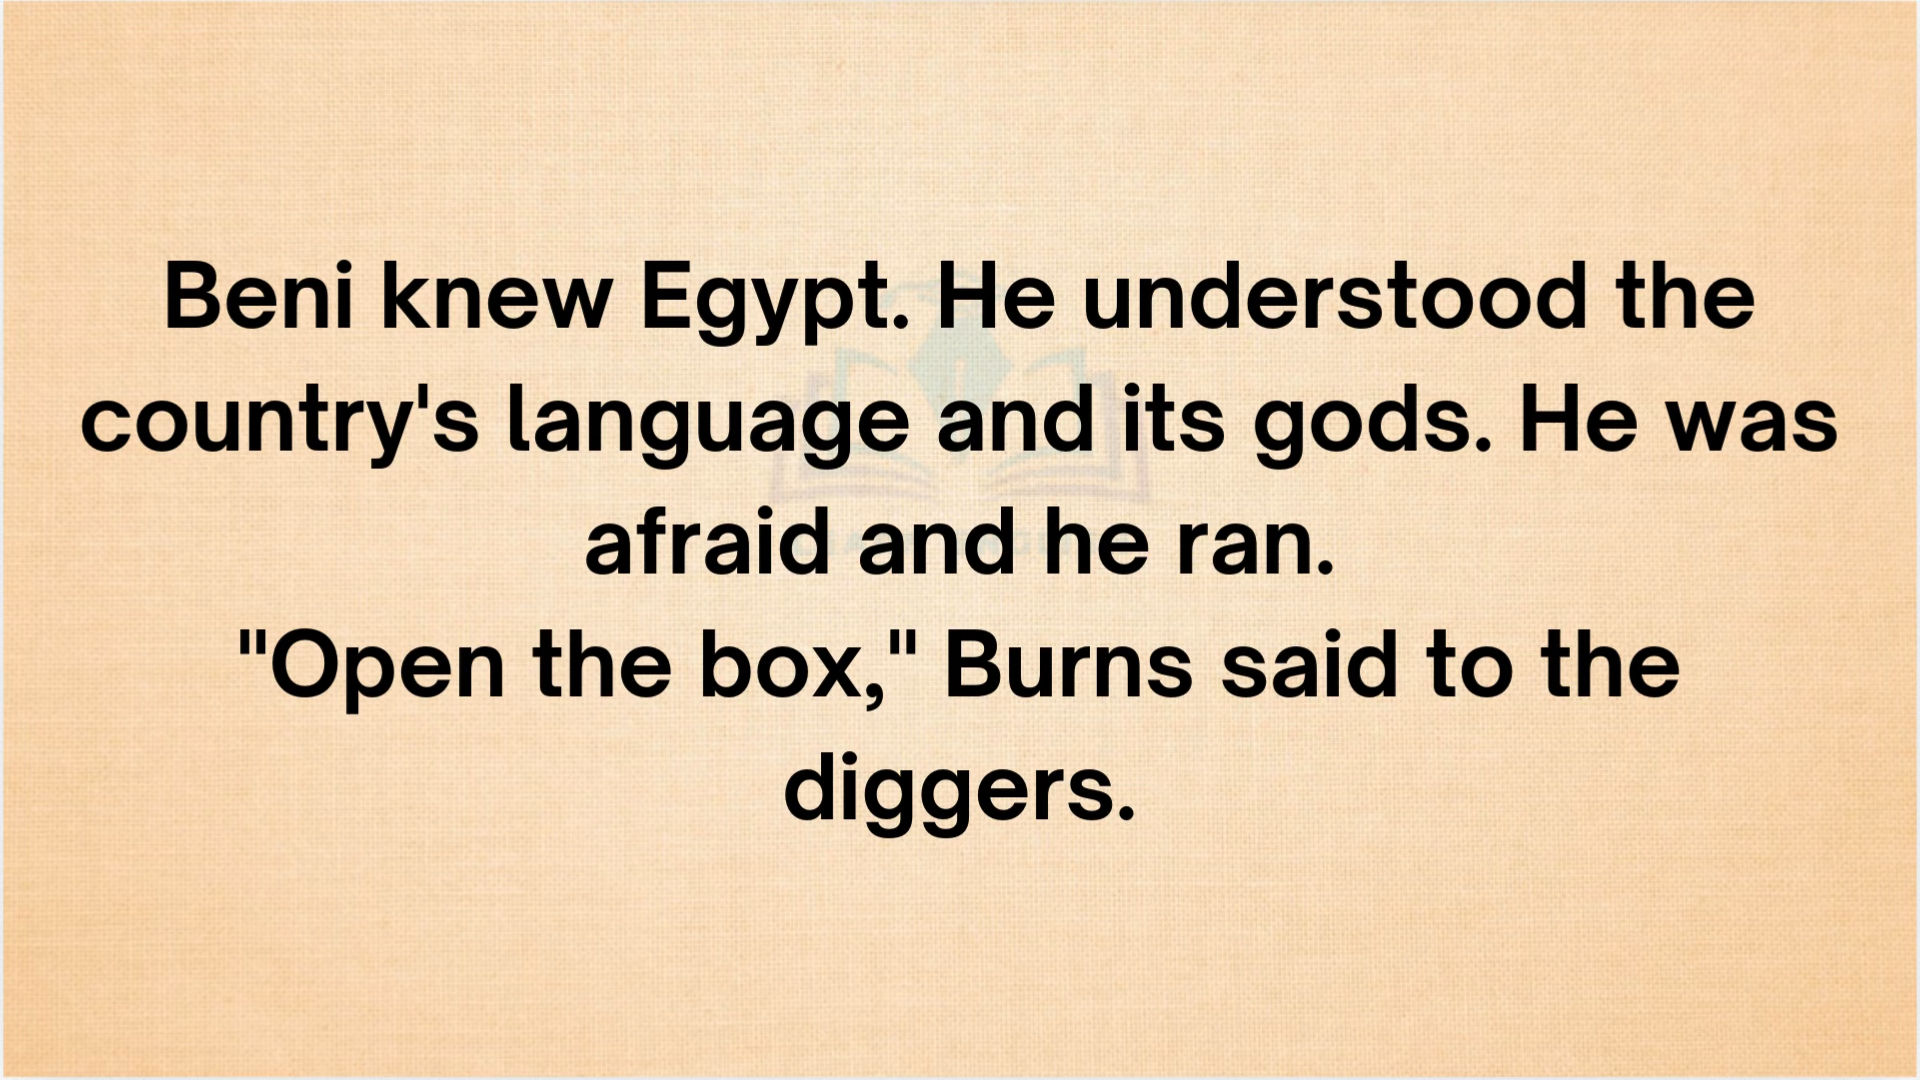 Beni knew Egypt. He understood the
country's language and its gods. He was
afraid and he ran.
"Open the box," Burns said to the
diggers.